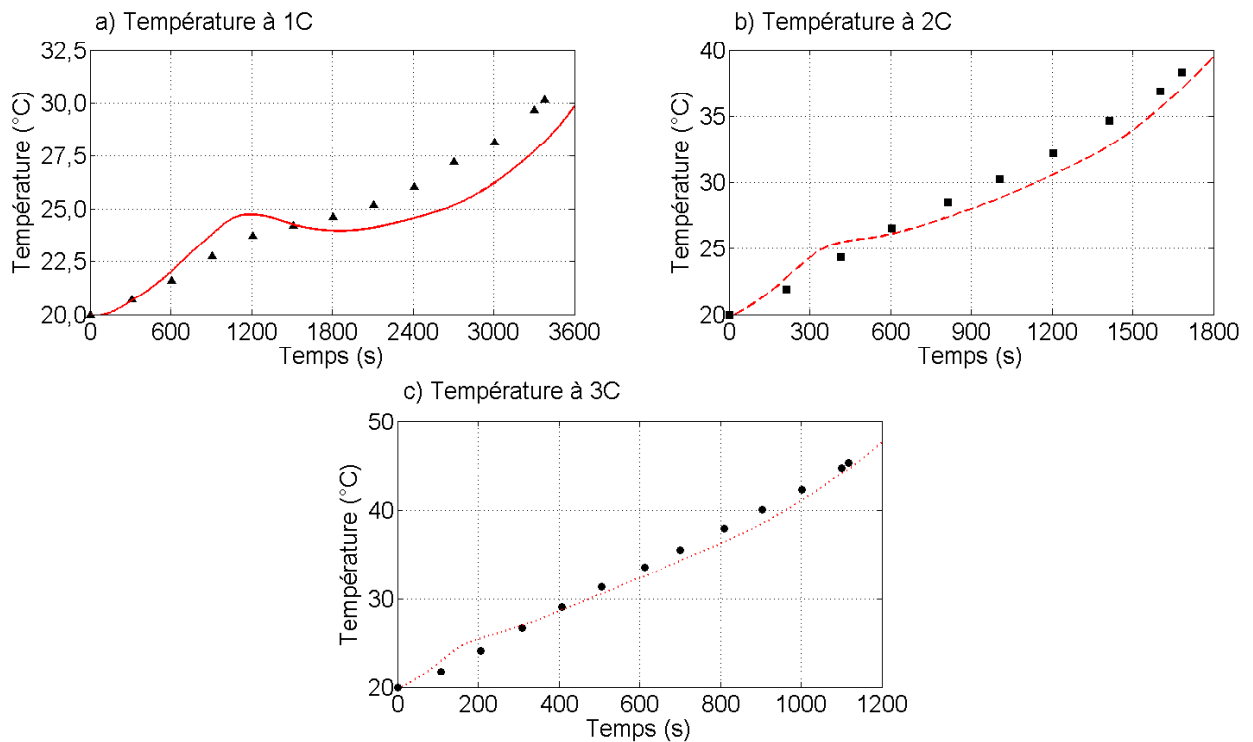 a) Température à 1C
32,5
30,0
27,5
25,0
22,5
20,0
Température (°C)
0 600 1200 1800 2400 3000 3600
Temps (s)
b) Température à 2C
40
35
30
25
20
Température (°C)
0 300 600 900 1200 1500 1800
Temps (s)
c) Température à 3C
50
40
30
20
Température (°C)
0 200 400 600 800 1000 1200
Temps (s)